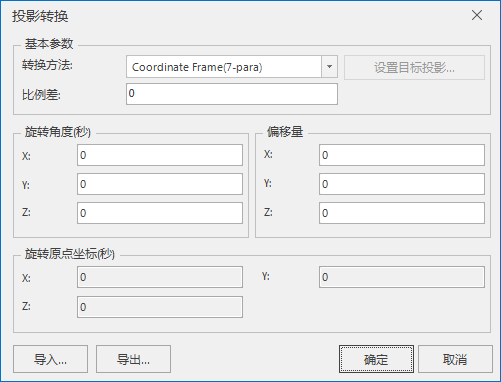 投影转换
基本参数
转换方法: Coordinate Frame(7-para) 设置目标投影...
比例差: 0
旋转角度(秒) 偏移量
X: 0 X: 0
Y: 0 Y: 0
Z: 0 Z: 0
旋转原点坐标(秒)
X: 0 Y: 0
Z: 0
导入... 导出... 确定 取消